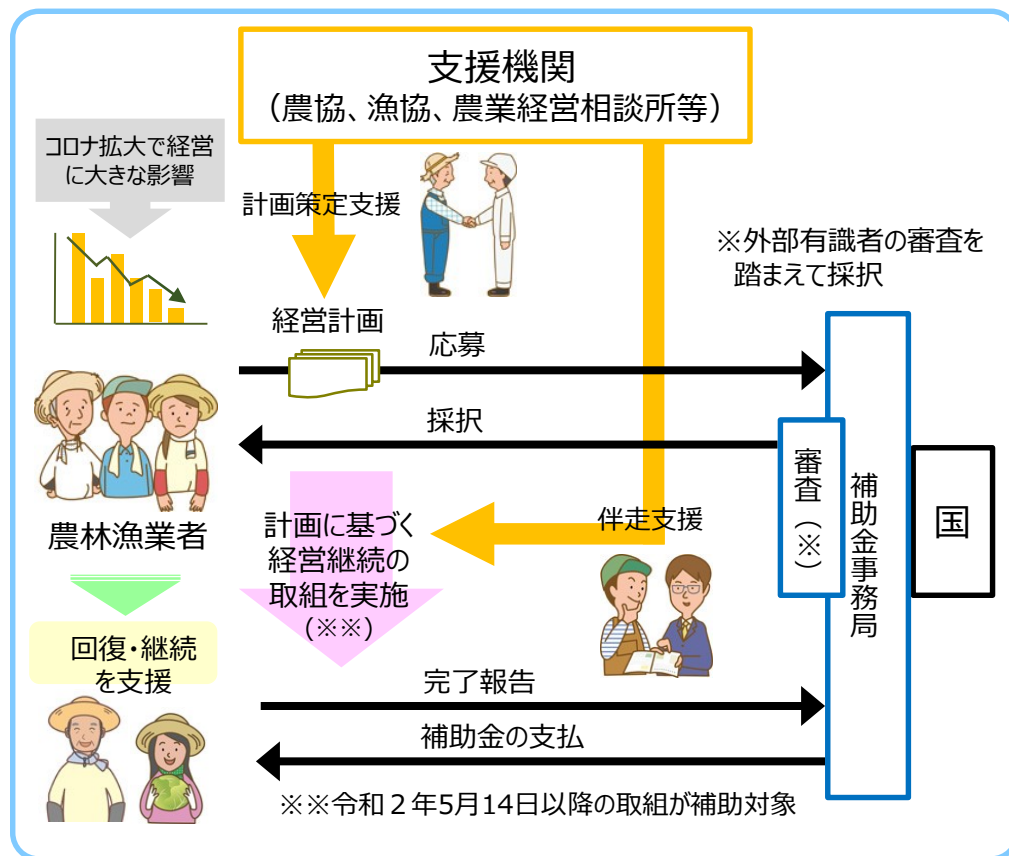 支援機関
（農協、漁協、農業経営相談所等）
コロナ拡大で経営
に大きな影響
計画策定支援
※外部有識者の審査を
踏まえて採択
経営計画
応募
採択
農林漁業者
計画に基づく
経営継続の
取組を実施
(※※)
伴走支援
審査（※）
補助金事務局
国
回復・継続
を支援
完了報告
補助金の支払
※※令和２年5月14日以降の取組が補助対象